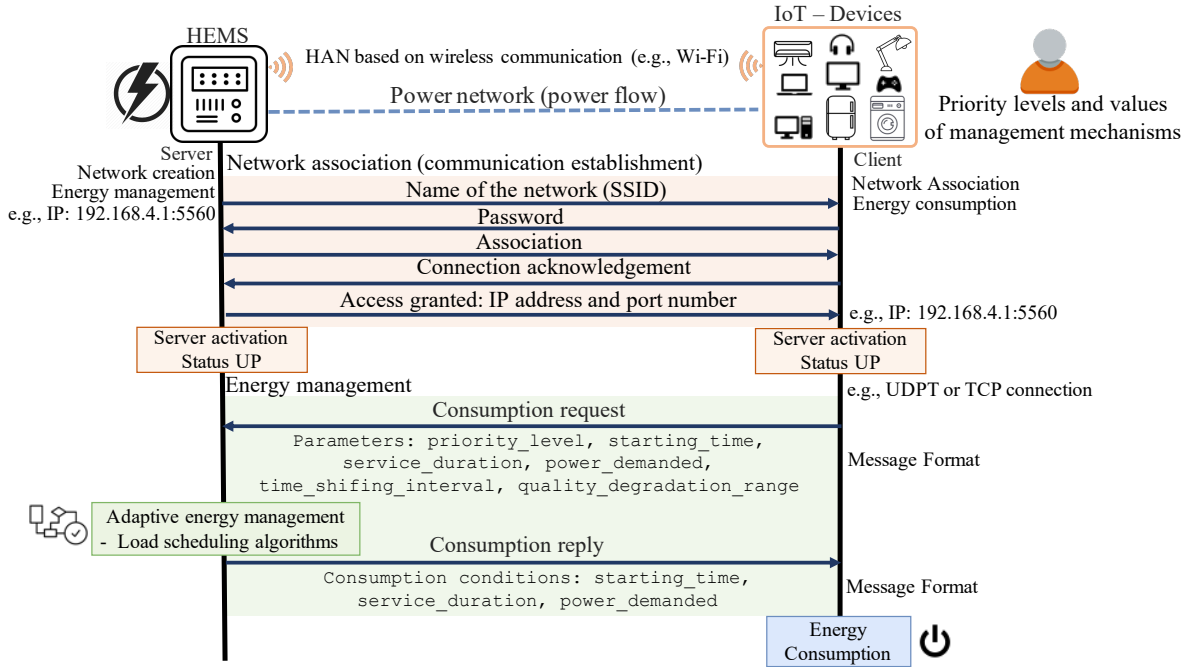 HEMS
IoT – Devices
HAN based on wireless communication (e.g., Wi-Fi)
Power network (power flow)
Priority levels and values
of management mechanisms
Server
Network creation
Energy management
e.g., IP: 192.168.4.1:5560
Network association (communication establishment)
Client
Network Association
Energy consumption
Name of the network (SSID)
Password
Association
Connection acknowledgement
Access granted: IP address and port number
e.g., IP: 192.168.4.1:5560
Server activation
Status UP
Server activation
Status UP
Energy management
e.g., UDPT or TCP connection
Consumption request
Parameters: priority_level, starting_time,
service_duration, power_demanded,
time_shifing_interval, quality_degradation_range
Message Format
Adaptive energy management
- Load scheduling algorithms
Consumption reply
Consumption conditions: starting_time,
service_duration, power_demanded
Message Format
Energy
Consumption